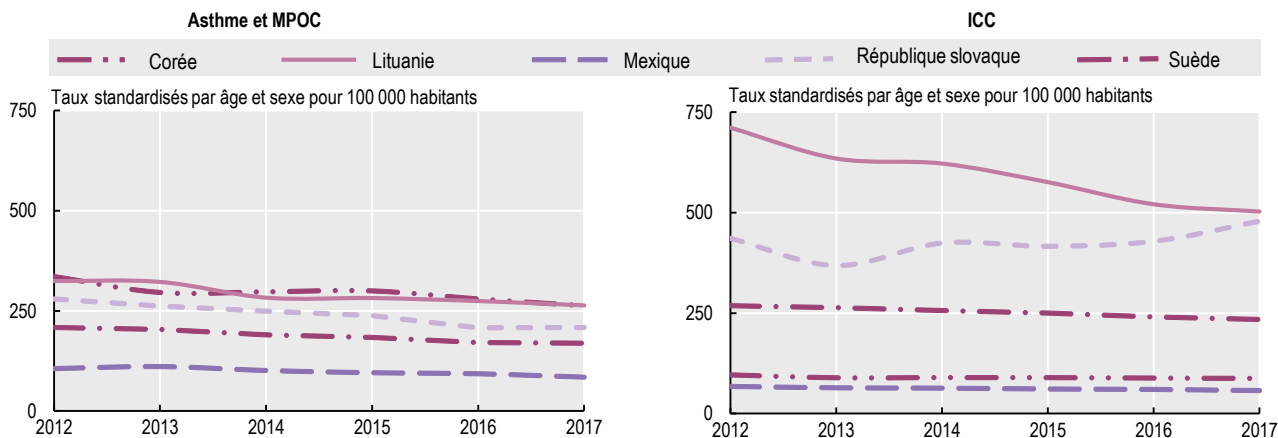 Asthme et MPOC
ICC
Corée Lituanie Mexique République slovaque Suède
Taux standardisés par âge et sexe pour 100 000 habitants
750
500
250
0
2012 2013 2014 2015 2016 2017
Taux standardisés par âge et sexe pour 100 000 habitants
750
500
250
0
2012 2013 2014 2015 2016 2017